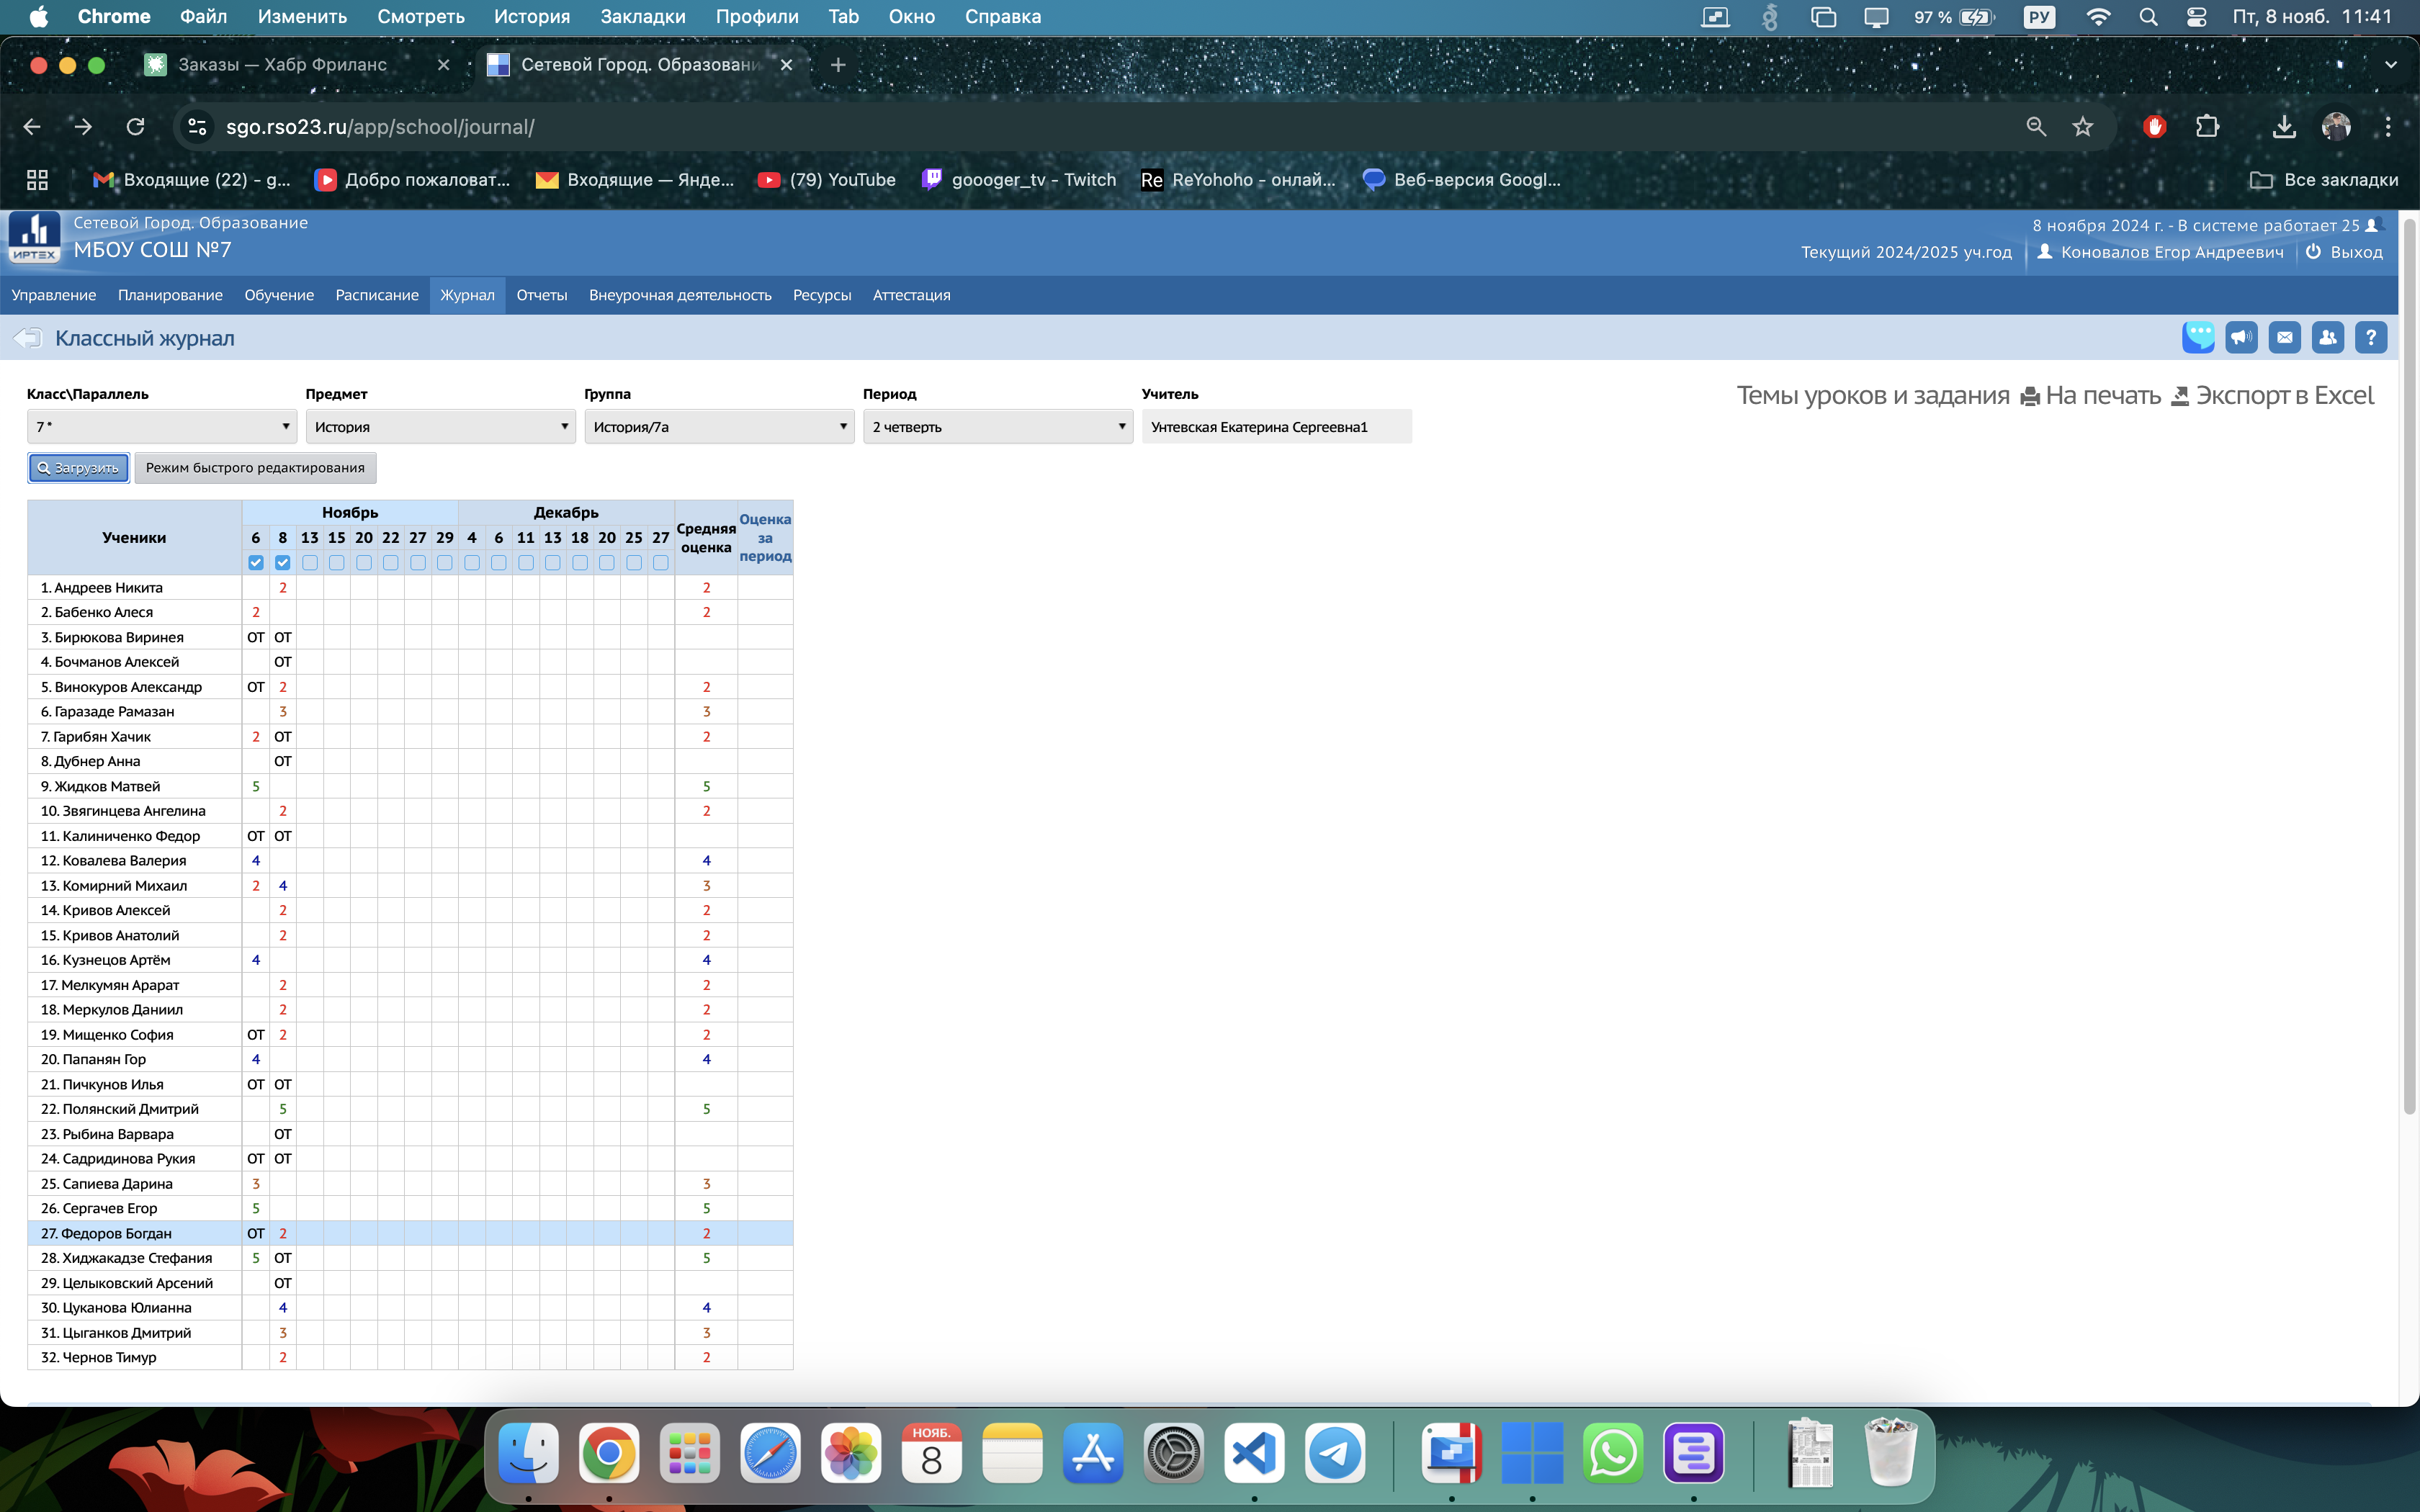 Chrome Файл Изменить Смотреть История Закладки Профили Tab Окно Справка 97 % РУ Пт, 8 нояб. 11:41
Заказы — Хабр Фриланс Сетевой Город. Образовани
sgo.rso23.ru/app/school/journal/
Входящие (22) - g... Добро пожаловат... Входящие — Янде... (79) YouTube goooger_tv - Twitch Re ReYohoho - онлай... Веб-версия Googl... Все закладки
ИРТЕХ
Сетевой Город. Образование
МБОУ СОШ №7
8 ноября 2024 г. - В системе работает 25
Текущий 2024/2025 уч.год Коновалов Егор Андреевич Выход
Управление Планирование Обучение Расписание Журнал Отчеты Внеурочная деятельность Ресурсы Аттестация
Классный журнал ?
Класс\Параллель Предмет Группа Период Учитель
Темы уроков и задания На печать Экспорт в Excel
7 * История История/7а 2 четверть Унтевская Екатерина Сергеевна1
Загрузить Режим быстрого редактирования
Ученики Ноябрь Декабрь Средняя оценка Оценка за период
6 8 13 15 20 22 27 29 4 6 11 13 18 20 25 27
1. Андреев Никита 2 2
2. Бабенко Алеся 2 2
3. Бирюкова Виринея ОТ ОТ
4. Бочманов Алексей ОТ
5. Винокуров Александр ОТ 2 2
6. Гаразаде Рамазан 3 3
7. Гарибян Хачик 2 ОТ 2
8. Дубнер Анна ОТ
9. Жидков Матвей 5 5
10. Звягинцева Ангелина 2 2
11. Калиниченко Федор ОТ ОТ
12. Ковалева Валерия 4 4
13. Комирний Михаил 2 4 3
14. Кривов Алексей 2 2
15. Кривов Анатолий 2 2
16. Кузнецов Артём 4 4
17. Мелкумян Арарат 2 2
18. Меркулов Даниил 2 2
19. Мищенко София ОТ 2 2
20. Папанян Гор 4 4
21. Пичкунов Илья ОТ ОТ
22. Полянский Дмитрий 5 5
23. Рыбина Варвара ОТ
24. Садридинова Рукия ОТ ОТ
25. Сапиева Дарина 3 3
26. Сергачев Егор 5 5
27. Федоров Богдан ОТ 2 2
28. Хиджакадзе Стефания 5 ОТ 5
29. Целыковский Арсений ОТ
30. Цуканова Юлианна 4 4
31. Цыганков Дмитрий 3 3
32. Чернов Тимур 2 2
НОЯБ.
8